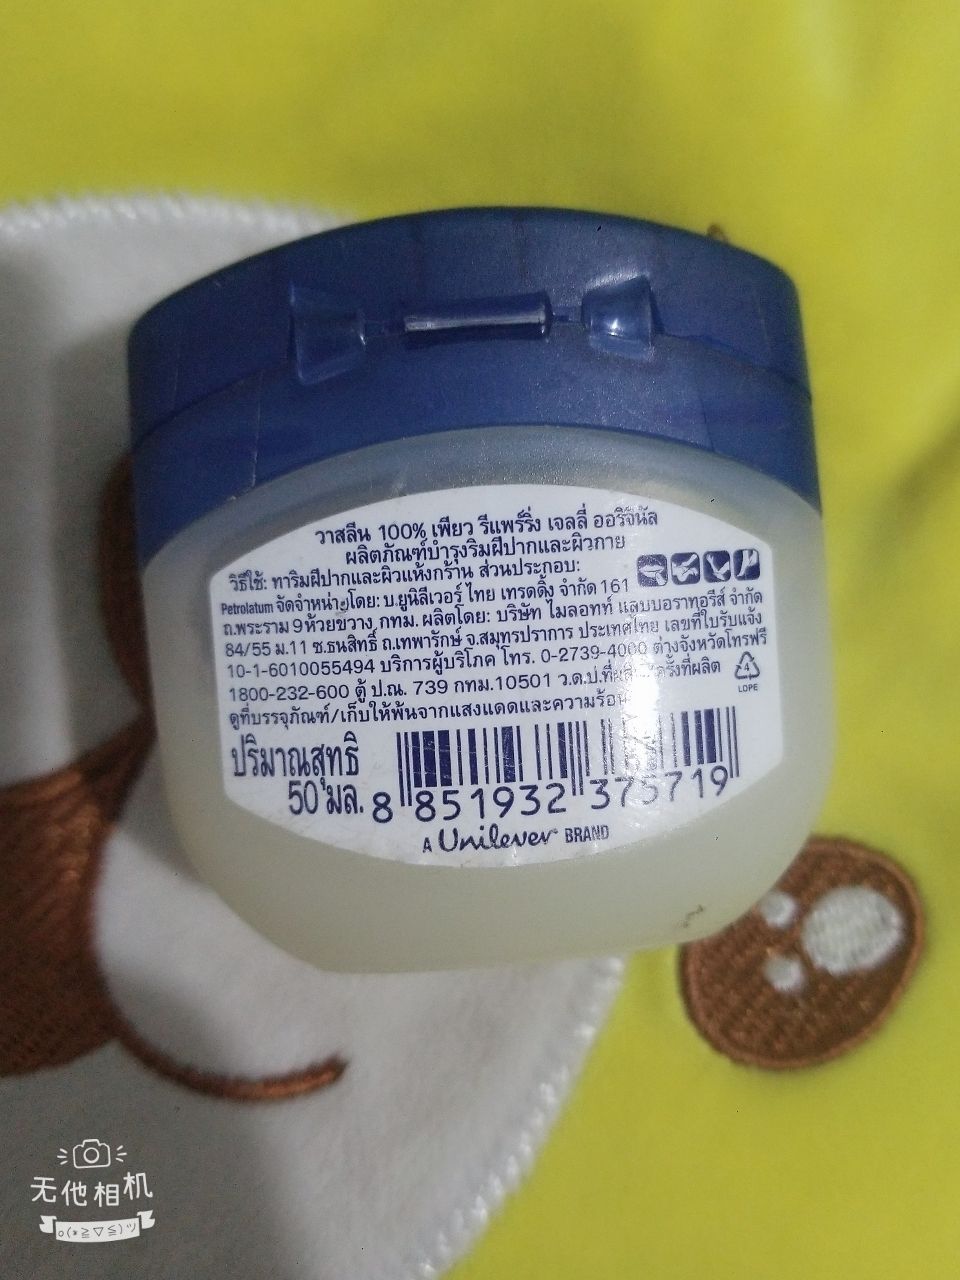 วาสลีน 100% เพียว รีแพร์ริ่ง เจลลี่ ออริจินัล
ผลิตภัณฑ์บำรุงริมฝีปากและผิวกาย
วิธีใช้: ทาริมฝีปากและผิวแห้งกร้าน ส่วนประกอบ:
Petrolatum จัดจำหน่ายโดย: บ.ยูนิลีเวอร์ ไทย เทรดดิ้ง จำกัด 161
ถ.พระราม 9 ห้วยขวาง กทม. ผลิตโดย: บริษัท ไมลอทท์ แลบบอราทอรีส์ จำกัด
84/55 ม.11 ซ.ธนสิทธิ์ ถ.เทพารักษ์ จ.สมุทรปราการ ประเทศไทย เลขที่ใบรับแจ้ง
10-1-6010055494 บริการผู้บริโภค โทร. 0-2739-4000 ต่างจังหวัดโทรฟรี
1800-232-600 ตู้ ปณ. 739 กทม.10501 ว.ด.ป.ที่ผลิต/ครั้งที่ผลิต
ดูที่บรรจุภัณฑ์/เก็บให้พ้นจากแสงแดดและความร้อน
4
LDPE
ปริมาณสุทธิ
50 มล.
8 851932 375719
A Unilever BRAND
无他相机
o(*≧▽≦)ツ